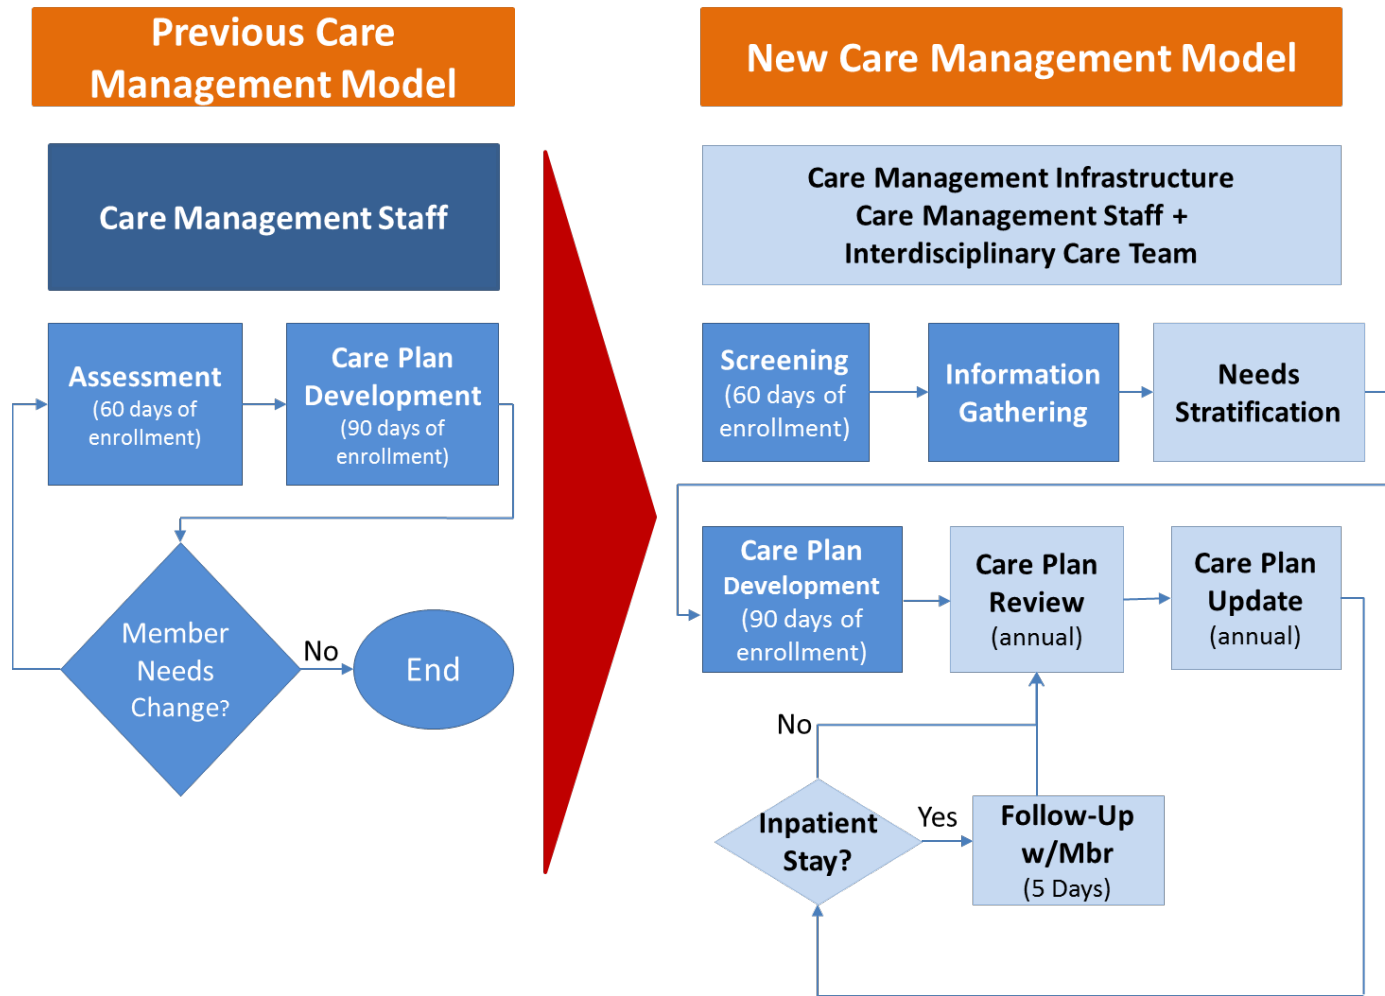 Previous Care
Management Model
New Care Management Model
Care Management Staff
Care Management Infrastructure
Care Management Staff +
Interdisciplinary Care Team
Assessment
(60 days of
enrollment)
Care Plan
Development
(90 days of
enrollment)
Member
Needs
Change?
No
End
Screening
(60 days of
enrollment)
Information
Gathering
Needs
Stratification
Care Plan
Development
(90 days of
enrollment)
Care Plan
Review
(annual)
Care Plan
Update
(annual)
No
Inpatient
Stay?
Yes
Follow-Up
w/Mbr
(5 Days)